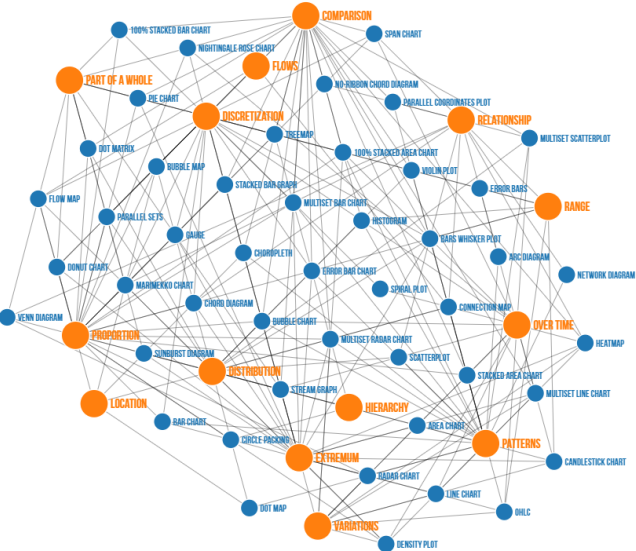 COMPARISON
100% STACKED BAR CHART
SPAN CHART
NIGHTINGALE ROSE CHART
FLOWS
PART OF A WHOLE
NO-RIBBON CHORD DIAGRAM
PIE CHART
PARALLEL COORDINATES PLOT
DISCRETIZATION
RELATIONSHIP
TREEMAP
MULTISET SCATTERPLOT
DOT MATRIX
100% STACKED AREA CHART
BUBBLE MAP
VIOLIN PLOT
STACKED BAR GRAPH
ERROR BARS
FLOW MAP
MULTISET BAR CHART
RANGE
PARALLEL SETS
HISTOGRAM
GAUGE
BARS WHISKER PLOT
CHOROPLETH
ARC DIAGRAM
DONUT CHART
ERROR BAR CHART
NETWORK DIAGRAM
MARIMEKKO CHART
SPIRAL PLOT
CHORD DIAGRAM
CONNECTION MAP
VENN DIAGRAM
BUBBLE CHART
OVER TIME
PROPORTION
MULTISET RADAR CHART
HEATMAP
SUNBURST DIAGRAM
SCATTERPLOT
DISTRIBUTION
STACKED AREA CHART
STREAM GRAPH
MULTISET LINE CHART
LOCATION
HIERARCHY
BAR CHART
AREA CHART
CIRCLE PACKING
PATTERNS
EXTREMUM
CANDLESTICK CHART
RADAR CHART
LINE CHART
DOT MAP
OHLC
VARIATIONS
DENSITY PLOT